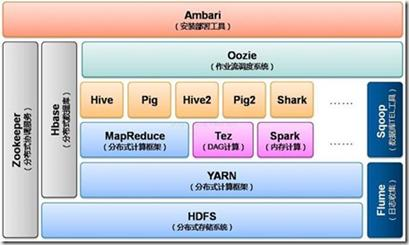 Ambari
(安装部署工具)
Zookeeper
(分布式协调服务)
Hbase
(分布式数据库)
Oozie
(作业流调度系统)
Hive
Pig
Hive2
Pig2
Shark
……
MapReduce
(分布式计算框架)
Tez
(DAG计算)
Spark
(内存计算)
……
YARN
(分布式计算框架)
HDFS
(分布式存储系统)
Sqoop
(数据库TEL工具)
Flume
(日志收集)